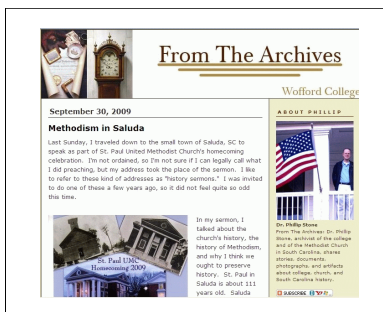 From The Archives
Wofford College
September 30, 2009
Methodism in Saluda
Last Sunday, I traveled down to the small town of Saluda, SC to
speak as part of St. Paul United Methodist Church's homecoming
celebration.  I'm not ordained, so I'm not sure if I can legally call what
I did preaching, but my address took the place of the sermon.  I like
to refer to these kind of addresses as "history sermons."  I was invited
to do one of these a few years ago, so it did not feel quite so odd
this time.
St. Paul UMC
Homecoming 2009
In my sermon, I
talked about the
church's history, the
history of Methodism,
and why I think we
ought to preserve
history.  St. Paul in
Saluda is about 111
years old.  Saluda
ABOUT PHILLIP
Dr. Phillip Stone
From The Archives: Dr. Phillip
Stone, archivist of the college
and of the Methodist Church
in South Carolina, shares
stories, documents,
photographs, and artifacts
about college, church, and
South Carolina history.
SUBSCRIBE